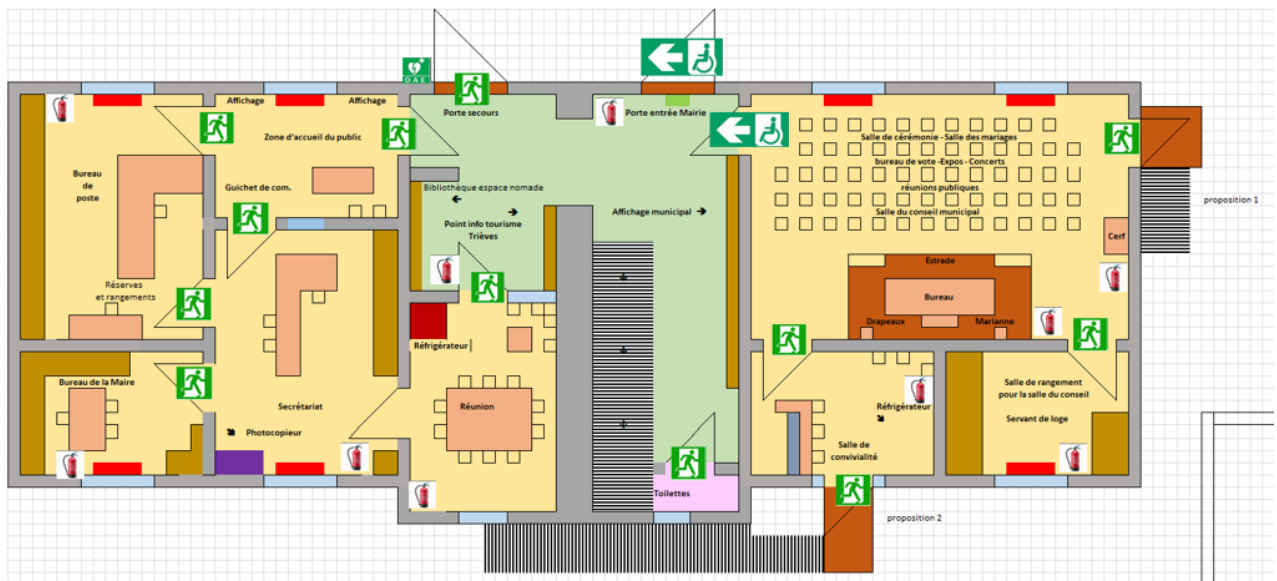 DAE
Affichage
Affichage
Porte secours
Porte entrée Mairie
Zone d'accueil du public
Salle de cérémonie - Salle des mariages
bureau de vote -Expos - Concerts
réunions publiques
Salle du conseil municipal
Bureau
de
poste
Guichet de com.
Bibliothèque espace nomade
Point info tourisme
Trièves
Affichage municipal
proposition 1
Cerf
Estrade
Bureau
Drapeaux
Marianne
Réserves
et rangements
Réfrigérateur
Bureau de la Maire
Secrétariat
Réunion
Photocopieur
Réfrigérateur
Salle de
convivialité
Salle de rangement
pour la salle du conseil
Servant de loge
Toilettes
proposition 2